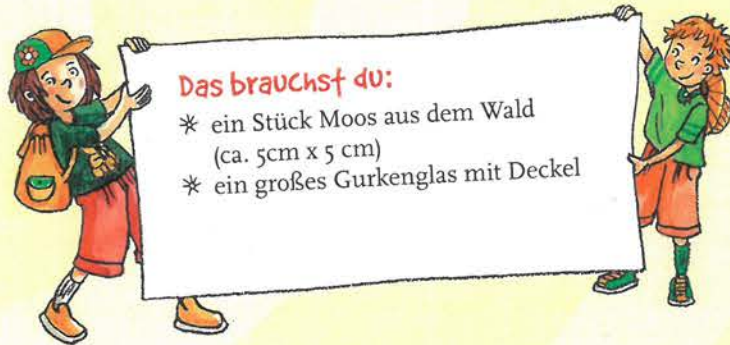 Das brauchst du:
* ein Stück Moos aus dem Wald
(ca. 5cm x 5 cm)
* ein großes Gurkenglas mit Deckel